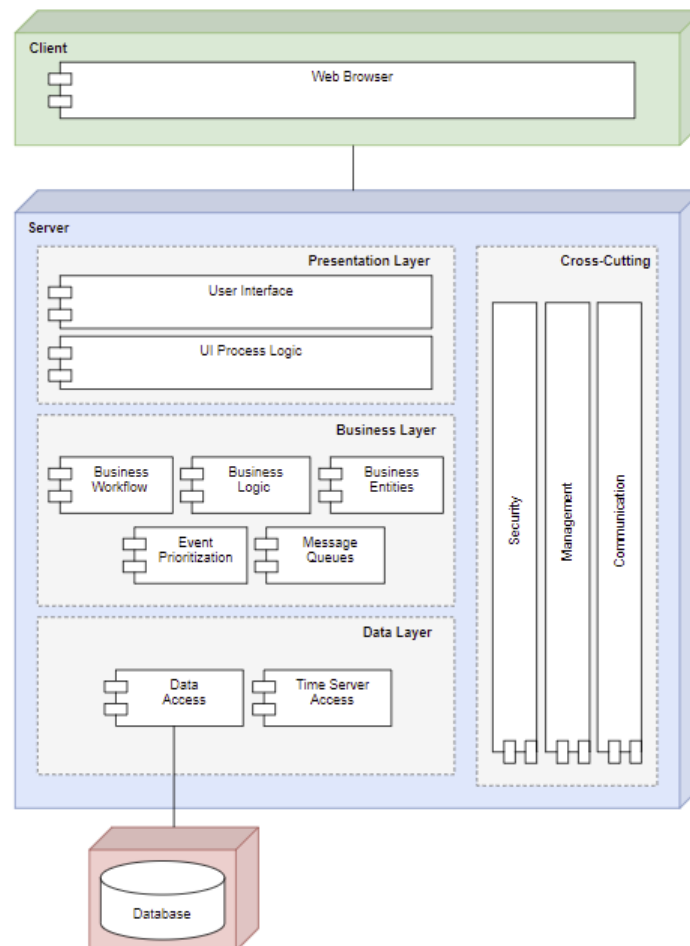 Client
Web Browser
Server
Presentation Layer
User Interface
UI Process Logic
Business Layer
Business
Workflow
Business
Logic
Business
Entities
Event
Prioritization
Message
Queues
Data Layer
Data
Access
Time Server
Access
Cross-Cutting
Security
Management
Communication
Database